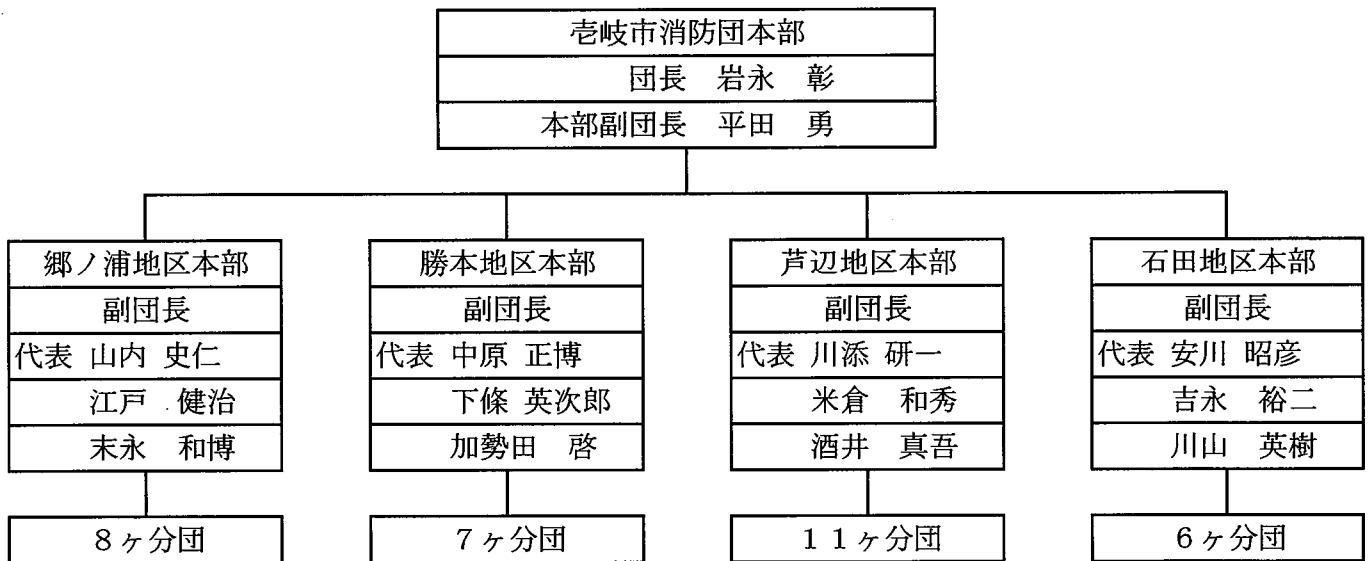 壱岐市消防団本部
団長　岩永　彰
本部副団長　平田　勇
郷ノ浦地区本部
副団長
代表 山内 史仁
江戸　健治
末永　和博
8ヶ分団
勝本地区本部
副団長
代表 中原 正博
下條 英次郎
加勢田　啓
7ヶ分団
芦辺地区本部
副団長
代表 川添 研一
米倉　和秀
酒井　真吾
11ヶ分団
石田地区本部
副団長
代表 安川 昭彦
吉永　裕二
川山　英樹
6ヶ分団